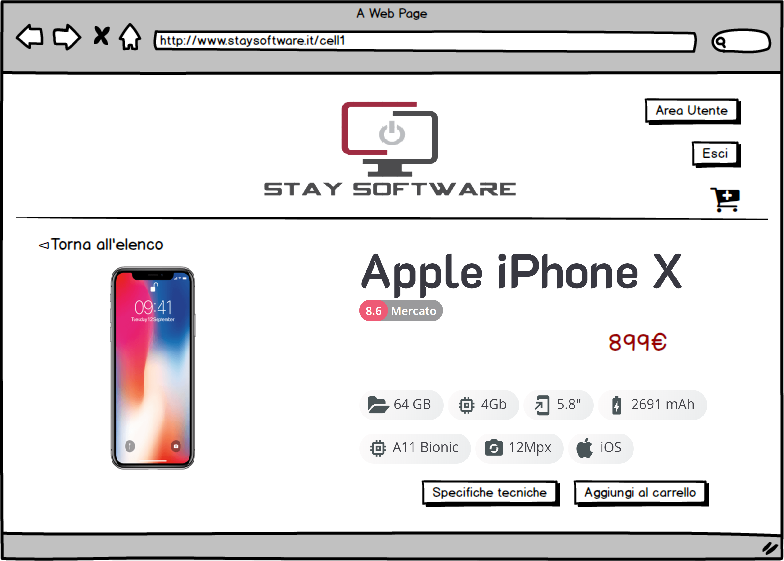 A Web Page
http://www.staysoftware.it/cell1
Area Utente
Esci
STAY SOFTWARE
Torna all'elenco
Apple iPhone X
8.6 Mercato
09:41
Tuesday 12 September
899€
64 GB 4Gb 5.8" 2691 mAh
A11 Bionic 12Mpx iOS
Specifiche tecniche Aggiungi al carrello